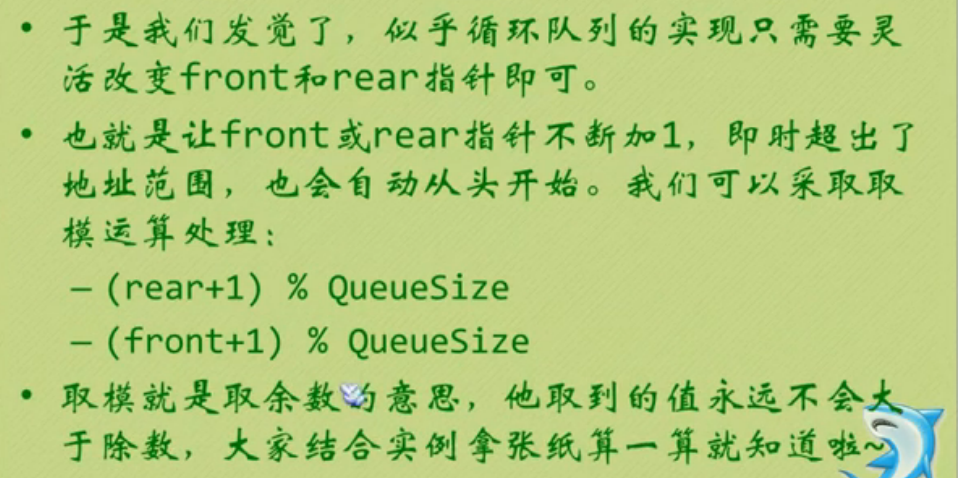 • 于是我们发觉了，似乎循环队列的实现只需要灵
活改变front和rear指针即可。
• 也就是让front或rear指针不断加1，即时超出了
地址范围，也会自动从头开始。我们可以采取取
模运算处理：
– (rear+1) % QueueSize
– (front+1) % QueueSize
• 取模就是取余数的意思，他取到的值永远不会大
于除数，大家结合实例拿张纸算一算就知道啦~